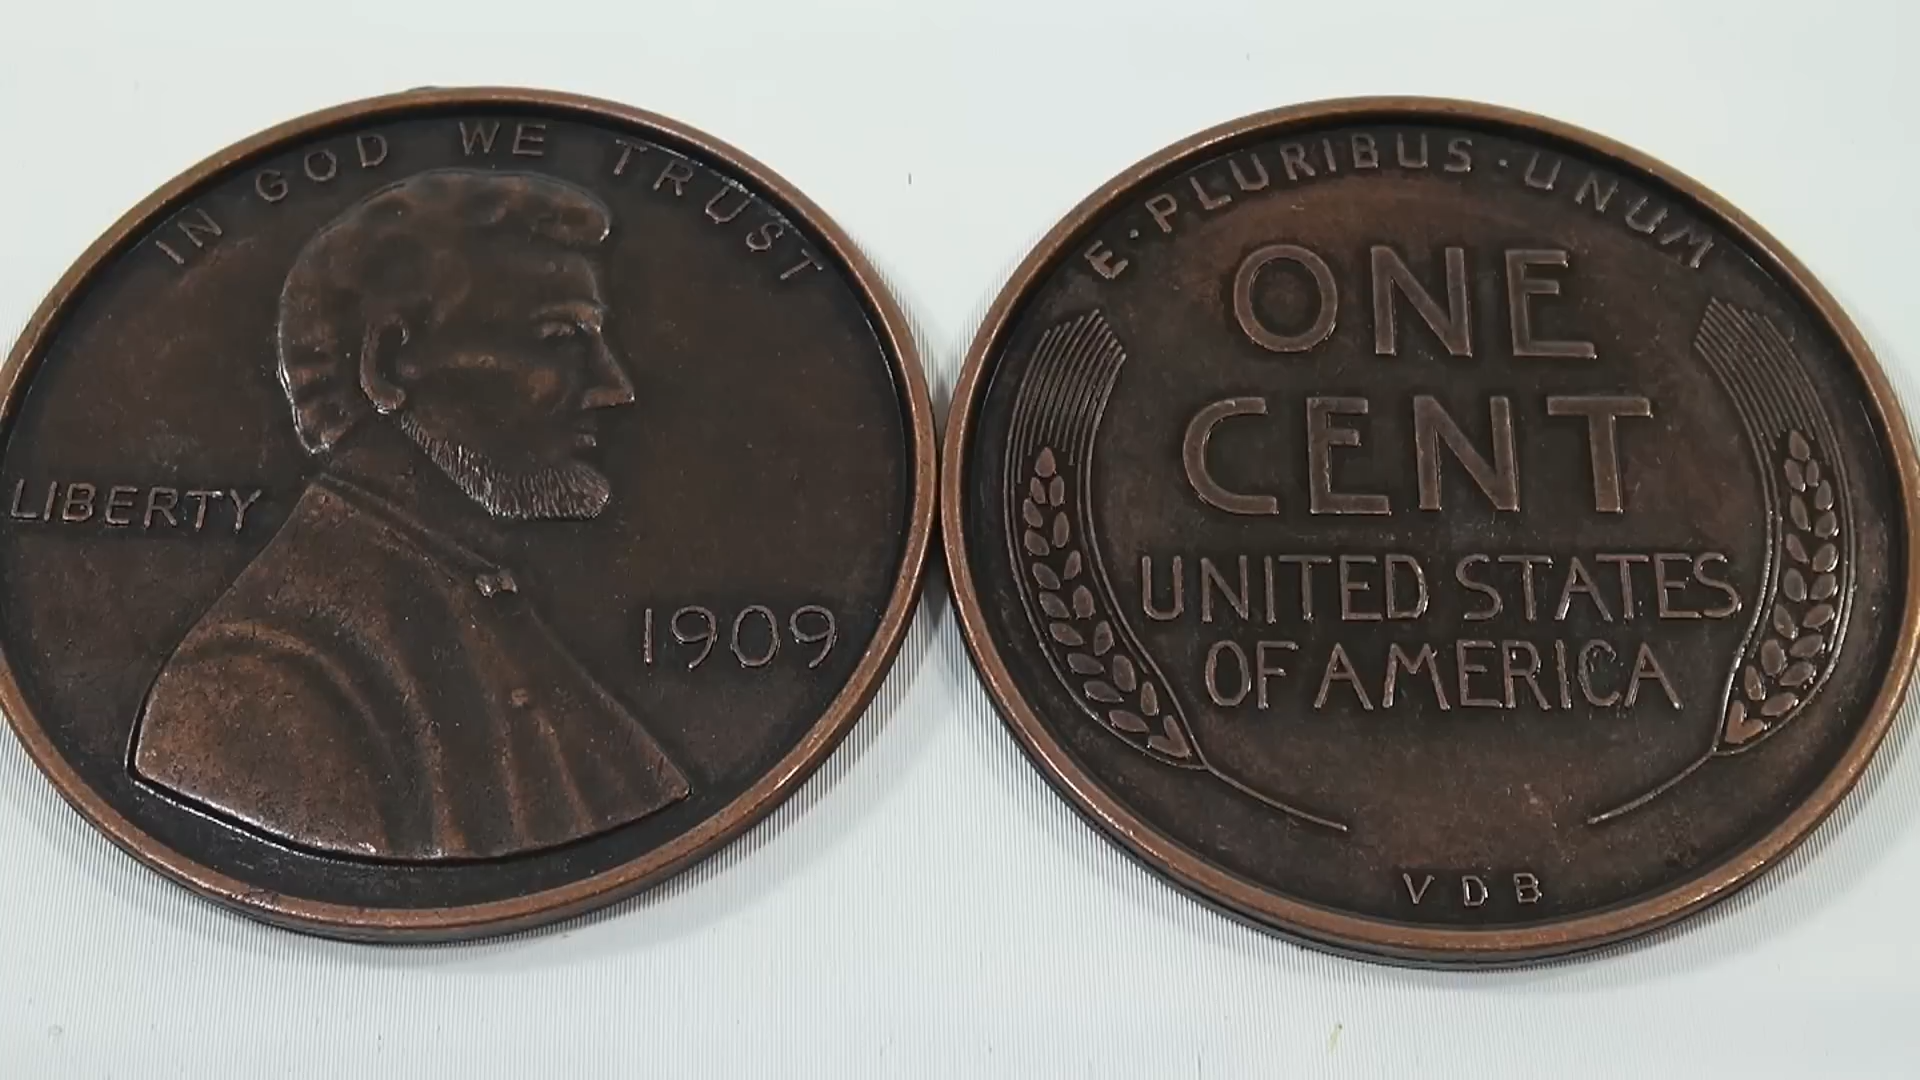 IN GOD WE TRUST
LIBERTY
1909
E·PLURIBUS·UNUM
ONE
CENT
UNITED STATES
OF AMERICA
VDB